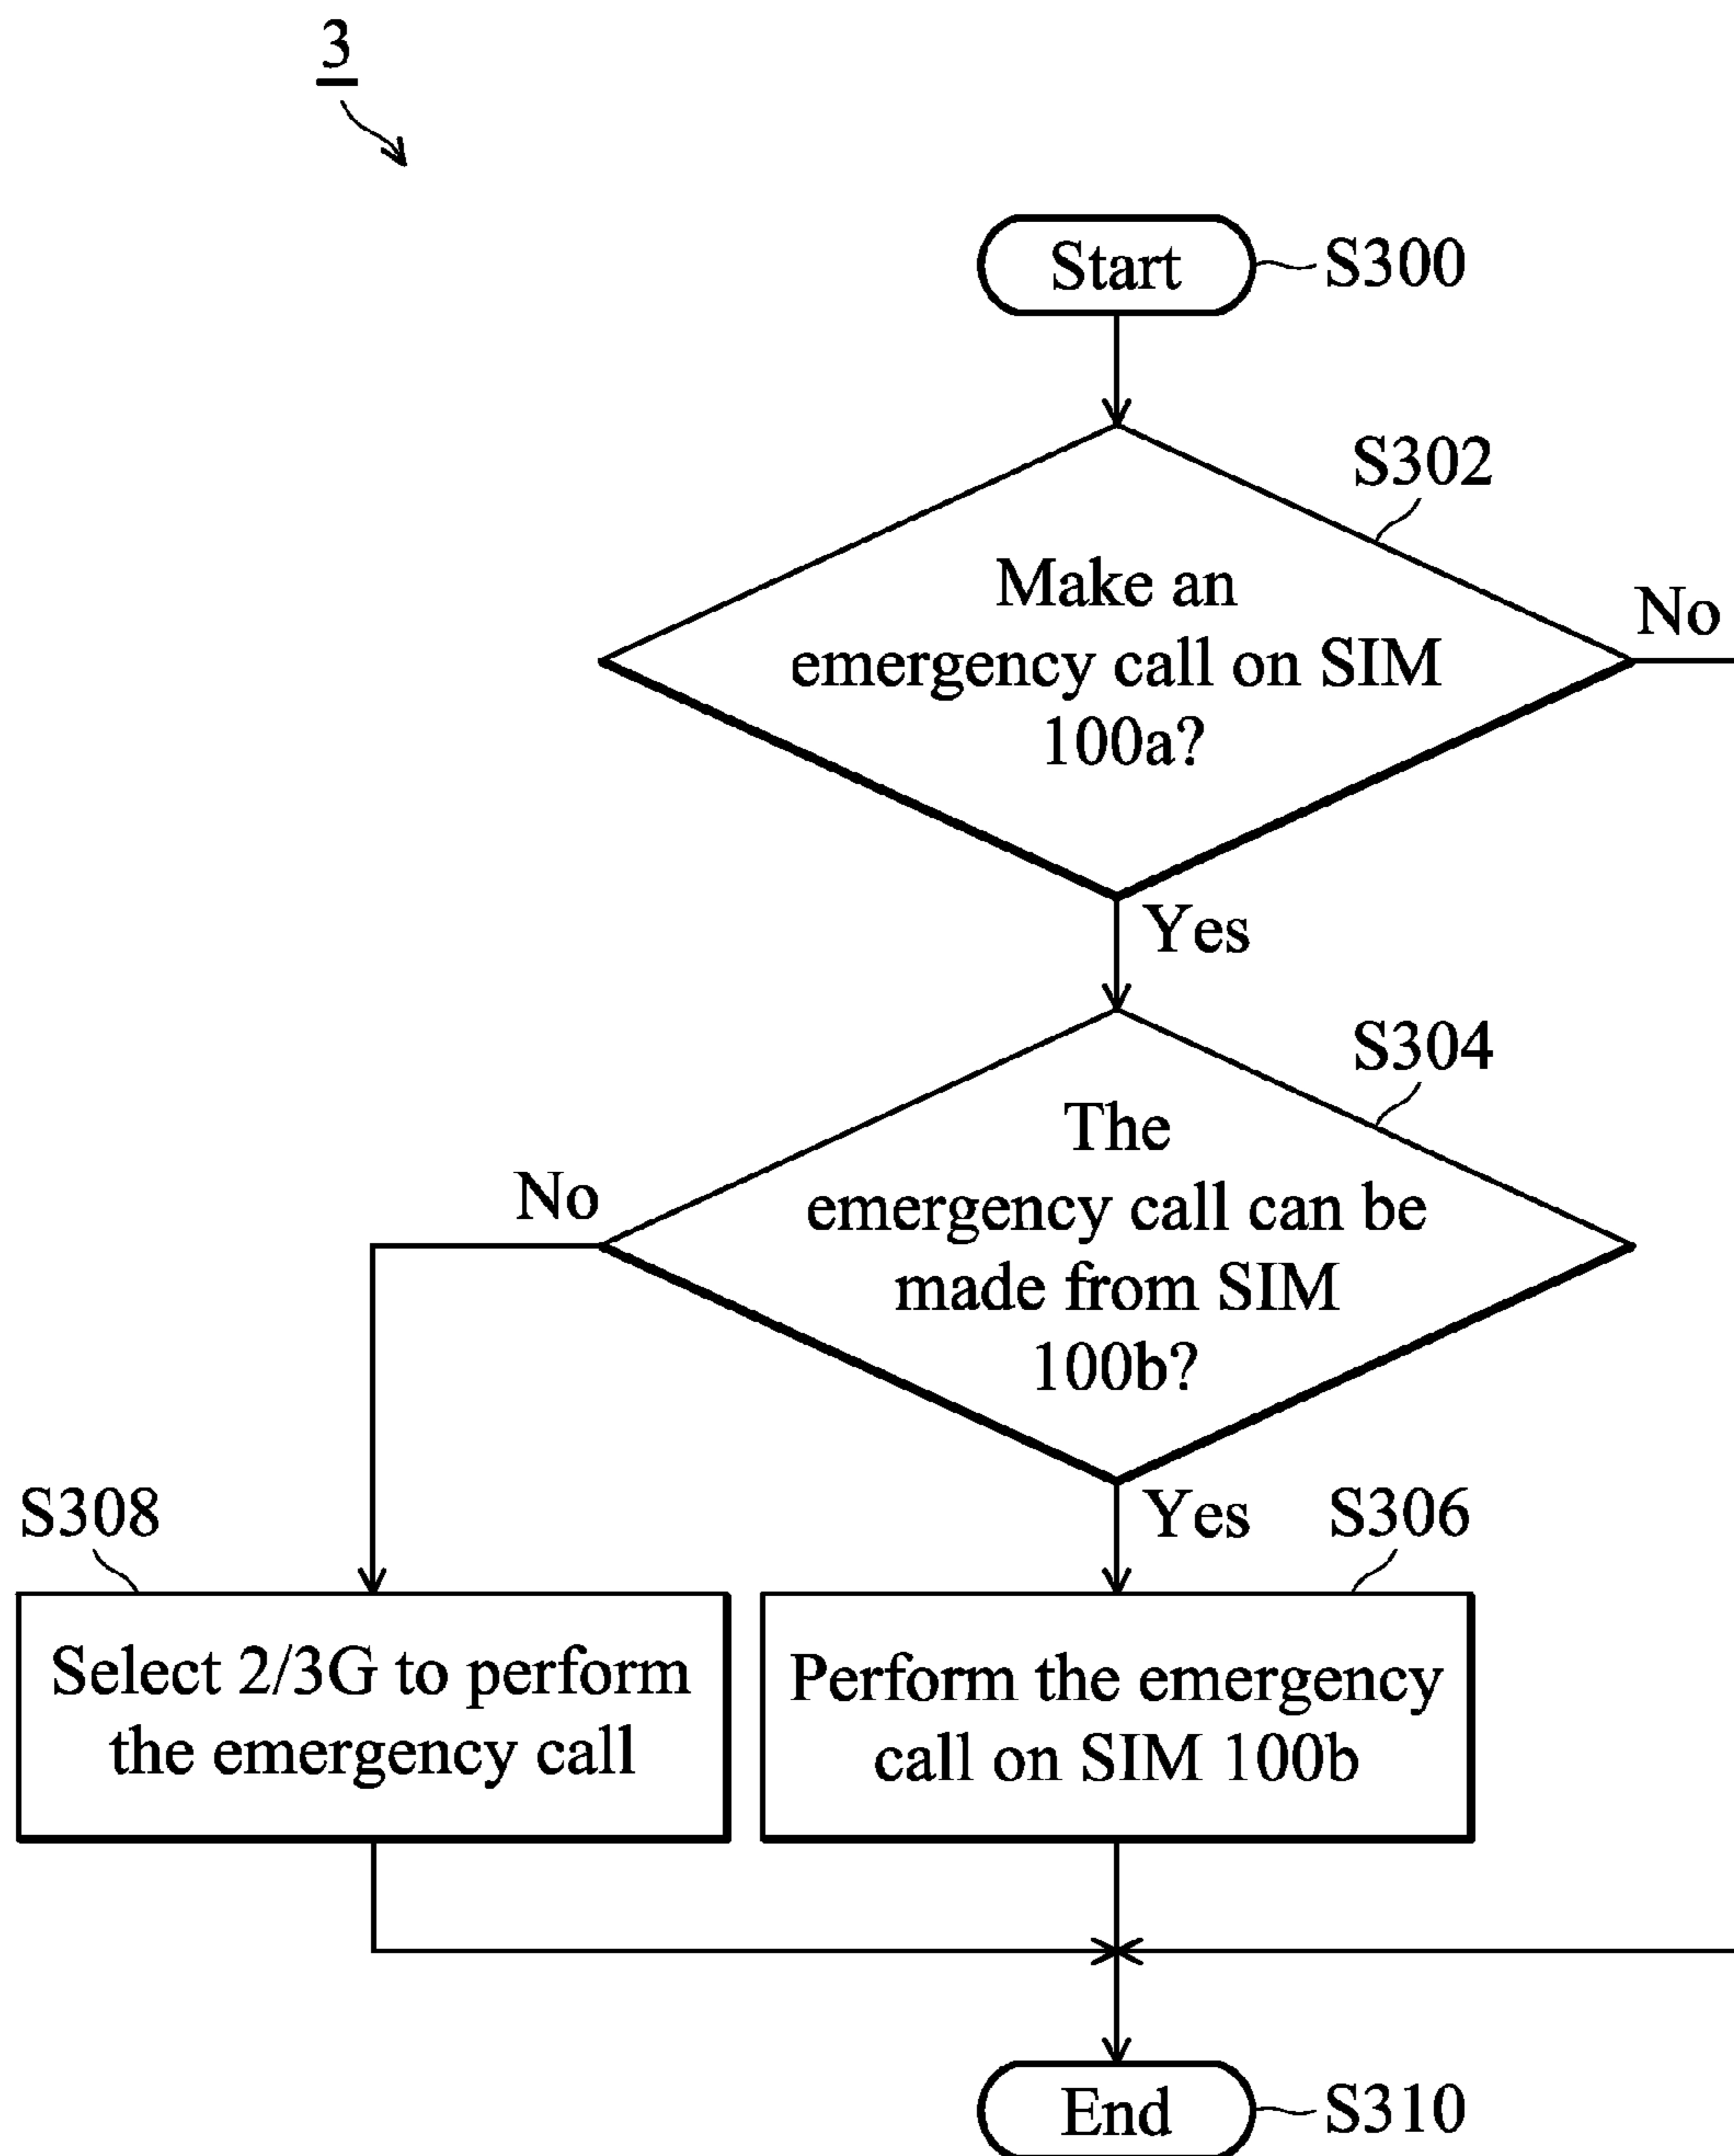 3
Start
S300
S302
Make an
emergency call on SIM
100a?
No
Yes
S304
The
emergency call can be
made from SIM
100b?
No
Yes
S308
S306
Select 2/3G to perform
the emergency call
Perform the emergency
call on SIM 100b
End
S310